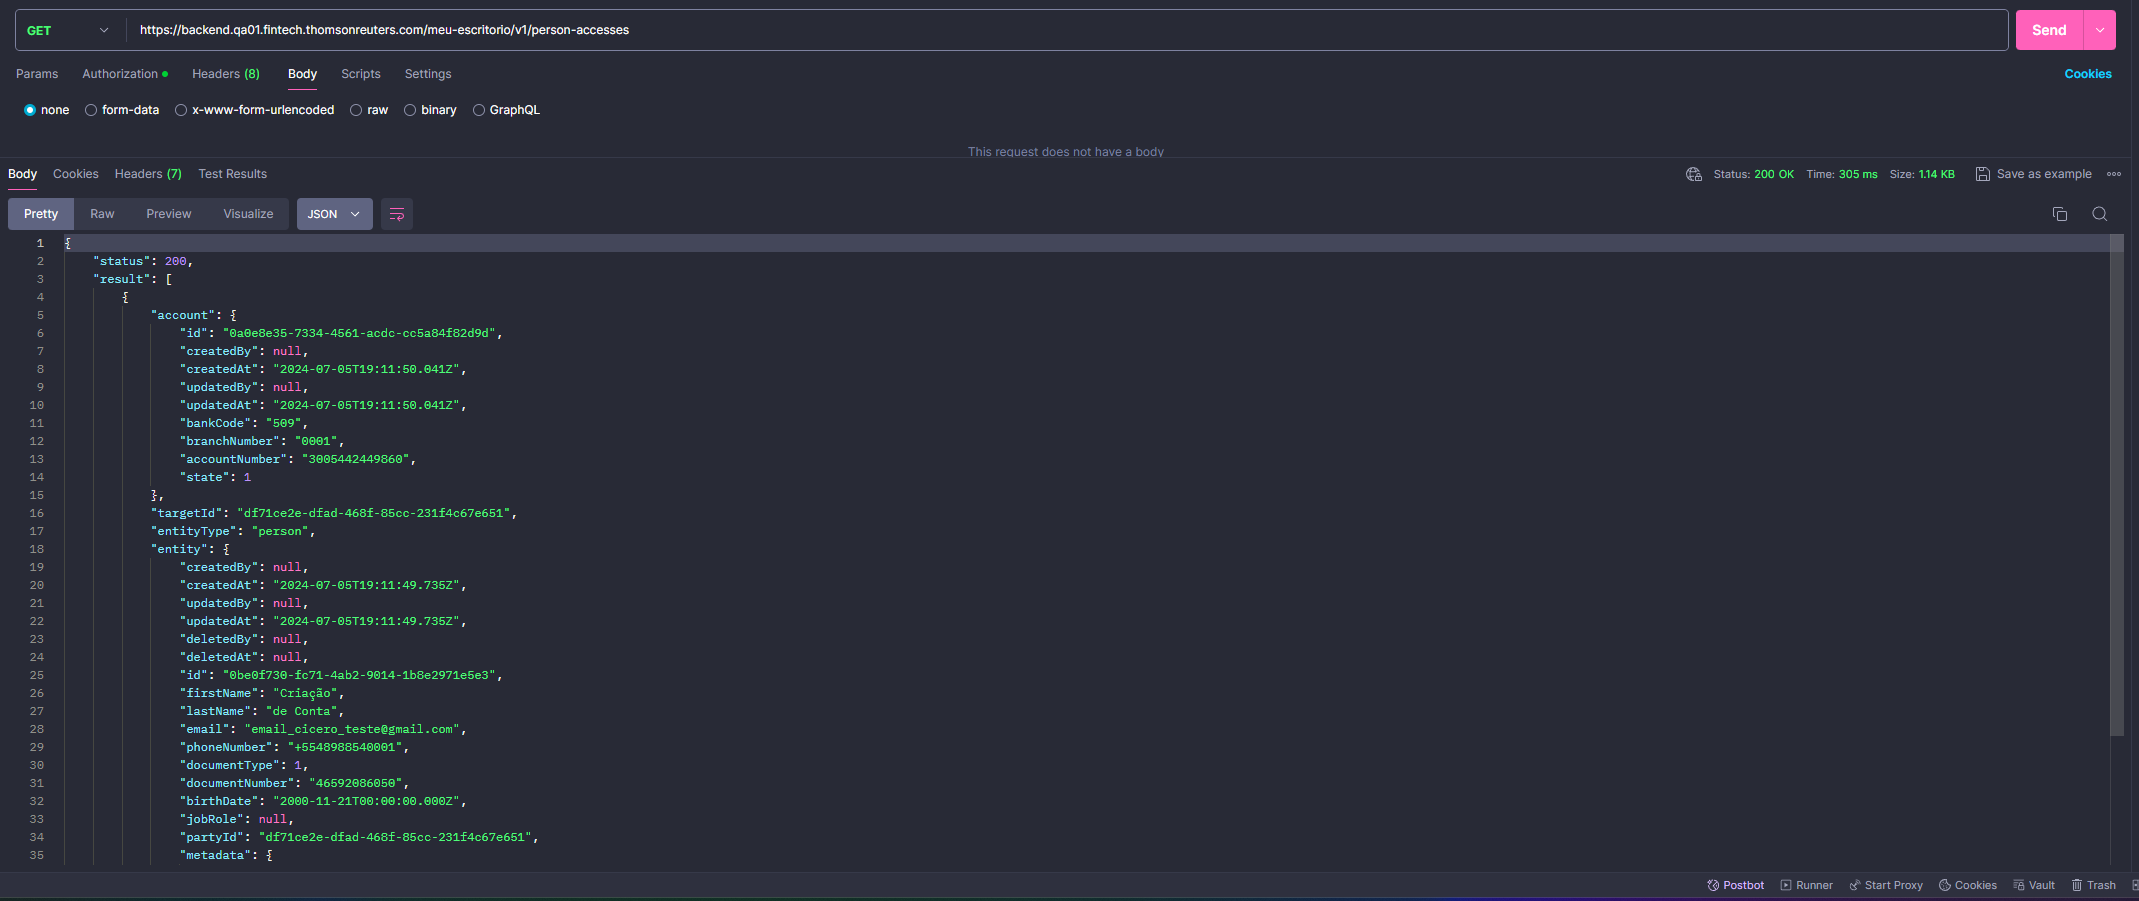 GET
https://backend.qa01.fintech.thomsonreuters.com/meu-escritorio/v1/person-accesses
Send
Params Authorization Headers (8) Body Scripts Settings
Cookies
none form-data x-www-form-urlencoded raw binary GraphQL
This request does not have a body
Body Cookies Headers (7) Test Results
Status: 200 OK Time: 305 ms Size: 1.14 KB Save as example
Pretty Raw Preview Visualize JSON
1 {
2 "status": 200,
3 "result": [
4 {
5 "account": {
6 "id": "0a0e8e35-7334-4561-acdc-cc5a84f82d9d",
7 "createdBy": null,
8 "createdAt": "2024-07-05T19:11:50.041Z",
9 "updatedBy": null,
10 "updatedAt": "2024-07-05T19:11:50.041Z",
11 "bankCode": "509",
12 "branchNumber": "0001",
13 "accountNumber": "3005442449860",
14 "state": 1
15 },
16 "targetId": "df71ce2e-dfad-468f-85cc-231f4c67e651",
17 "entityType": "person",
18 "entity": {
19 "createdBy": null,
20 "createdAt": "2024-07-05T19:11:49.735Z",
21 "updatedBy": null,
22 "updatedAt": "2024-07-05T19:11:49.735Z",
23 "deletedBy": null,
24 "deletedAt": null,
25 "id": "0be0f730-fc71-4ab2-9014-1b8e2971e5e3",
26 "firstName": "Criação",
27 "lastName": "de Conta",
28 "email": "email_cicero_teste@gmail.com",
29 "phoneNumber": "+5548988540001",
30 "documentType": 1,
31 "documentNumber": "46592086050",
32 "birthDate": "2000-11-21T00:00:00.000Z",
33 "jobRole": null,
34 "partyId": "df71ce2e-dfad-468f-85cc-231f4c67e651",
35 "metadata": {
Postbot Runner Start Proxy Cookies Vault Trash